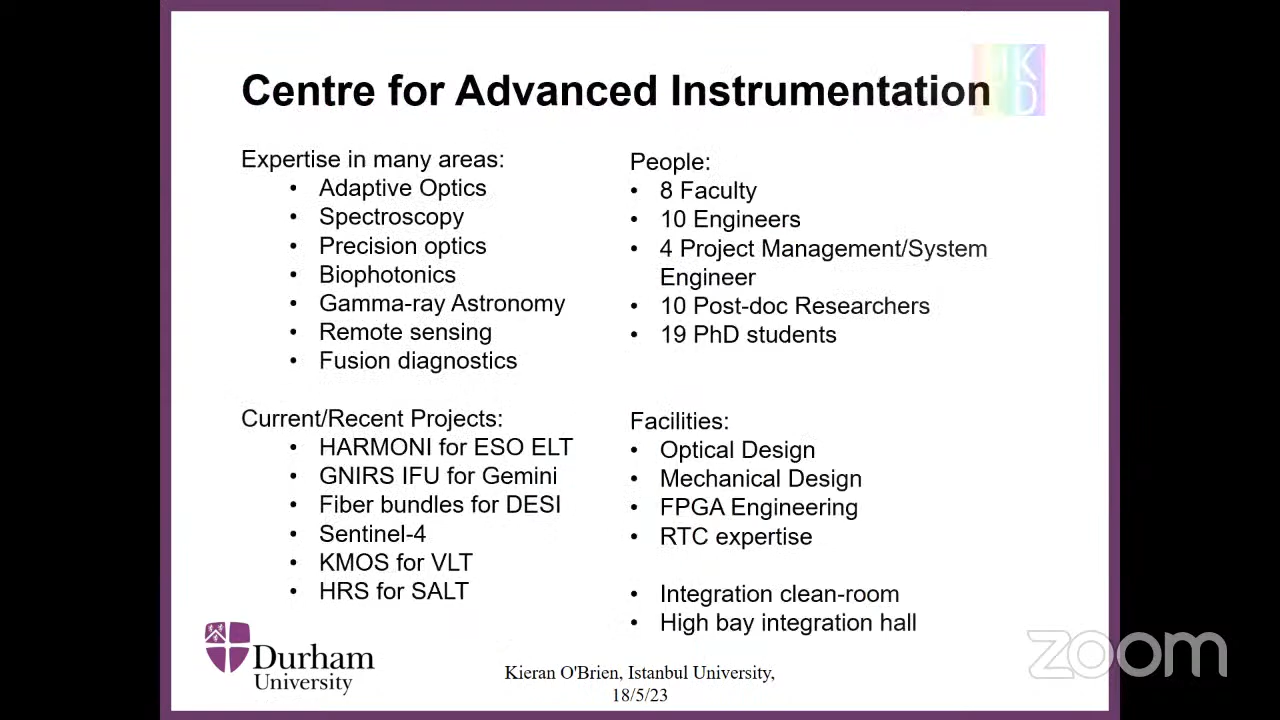 Centre for Advanced Instrumentation
KD
Expertise in many areas:
• Adaptive Optics
• Spectroscopy
• Precision optics
• Biophotonics
• Gamma-ray Astronomy
• Remote sensing
• Fusion diagnostics
Current/Recent Projects:
• HARMONI for ESO ELT
• GNIRS IFU for Gemini
• Fiber bundles for DESI
• Sentinel-4
• KMOS for VLT
• HRS for SALT
People:
• 8 Faculty
• 10 Engineers
• 4 Project Management/System
Engineer
• 10 Post-doc Researchers
• 19 PhD students
Facilities:
• Optical Design
• Mechanical Design
• FPGA Engineering
• RTC expertise
• Integration clean-room
• High bay integration hall
Durham
University
Kieran O'Brien, Istanbul University,
18/5/23
zoom